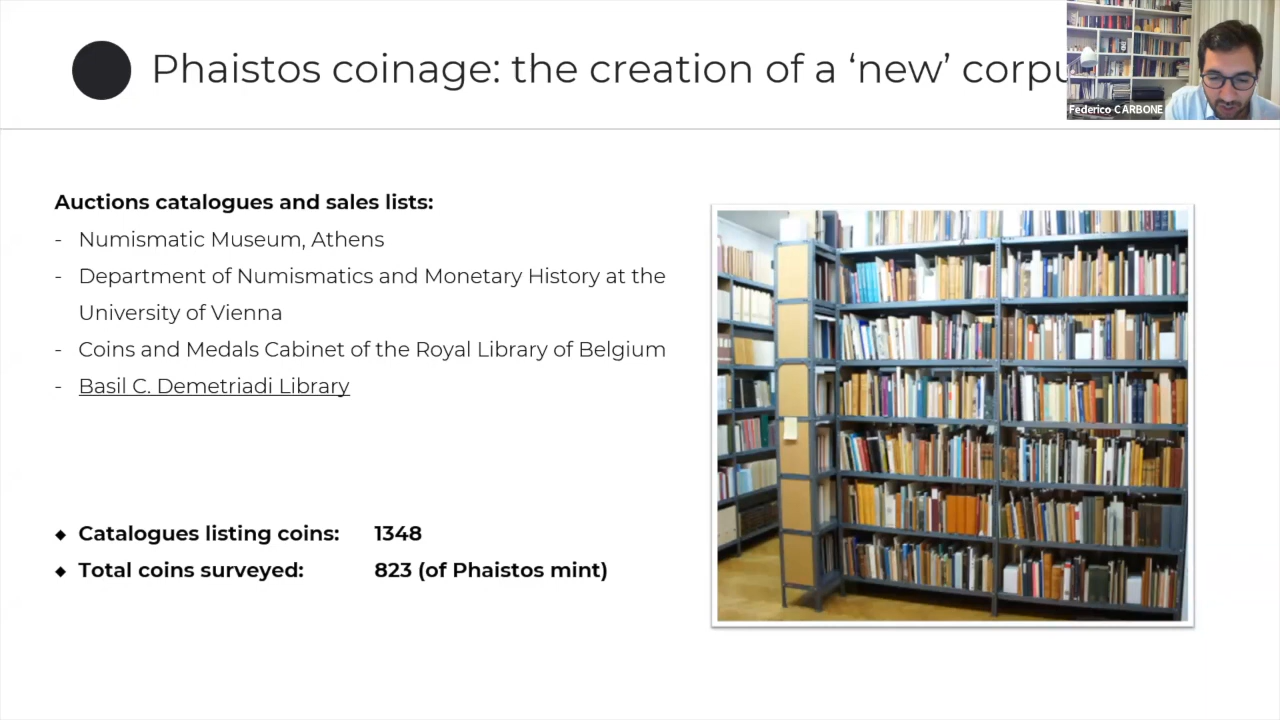 Phaistos coinage: the creation of a ‘new’ corpu
Federico CARBONE
Auctions catalogues and sales lists:
- Numismatic Museum, Athens
- Department of Numismatics and Monetary History at the
University of Vienna
- Coins and Medals Cabinet of the Royal Library of Belgium
- Basil C. Demetriadi Library
◆ Catalogues listing coins: 1348
◆ Total coins surveyed: 823 (of Phaistos mint)